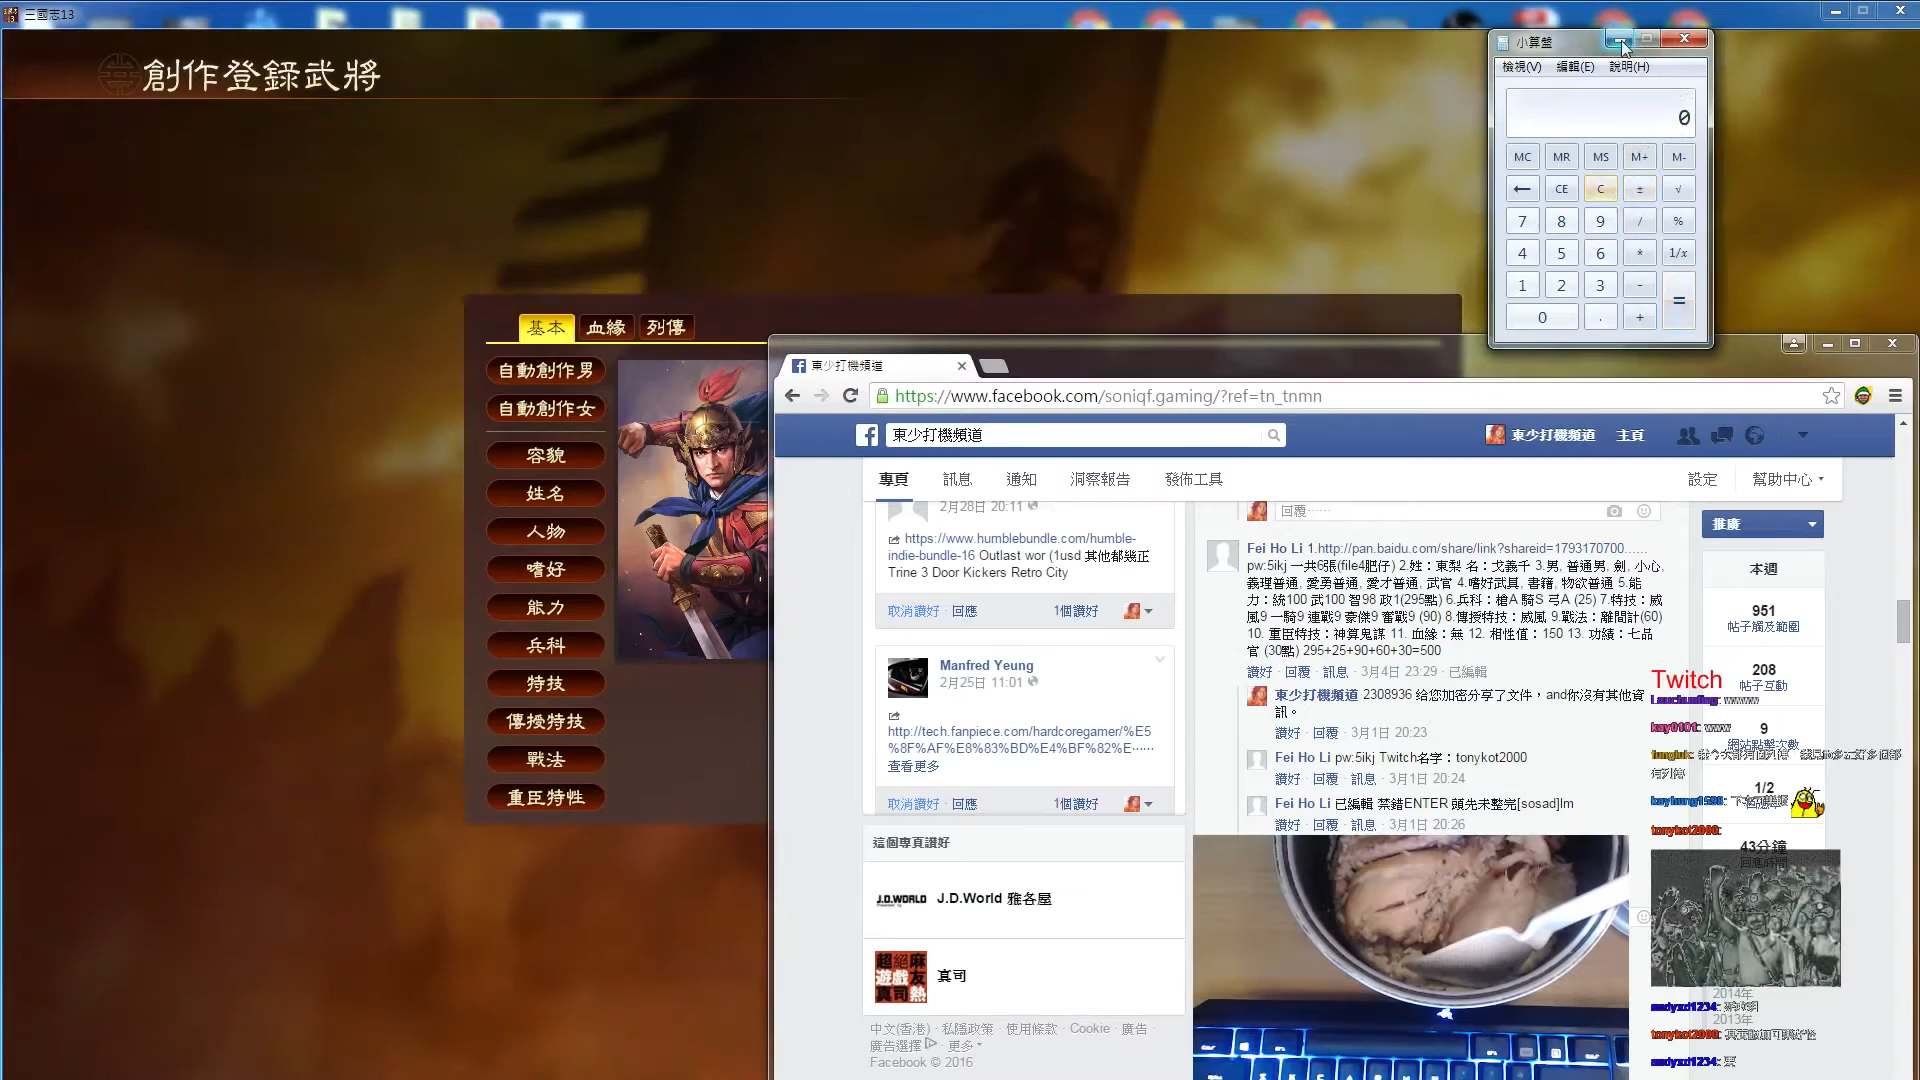 三國志13
創作登錄武將
小算盤
檢視(V) 編輯(E) 說明(H)
0
MC MR MS M+ M-
← CE C ± √
7 8 9 / %
4 5 6 * 1/x
1 2 3 - =
0 . +
基本 血緣 列傳
自動創作男
自動創作女
容貌
姓名
人物
嗜好
能力
兵科
特技
傳授特技
戰法
重臣特性
東少打機頻道
https://www.facebook.com/soniqf.gaming/?ref=tn_tnmn
東少打機頻道
東少打機頻道 主頁
專頁 訊息 通知 洞察報告 發佈工具 設定 幫助中心
2月28日 20:11
https://www.humblebundle.com/humble-
indie-bundle-16 Outlast wor (1usd 其他都幾正
Trine 3 Door Kickers Retro City
取消讚好 · 回應 1個讚好
Manfred Yeung
2月25日 11:01
http://tech.fanpiece.com/hardcoregamer/%E5
%8F%AF%E8%83%BD%E4%BF%82%E⋯⋯
查看更多
取消讚好 · 回應 1個讚好
這個專頁讚好
J.D.WORLD J.D.World 雅各屋
真司
中文(香港) · 私隱政策 · 使用條款 · Cookie · 廣告 ·
廣告選擇 · 更多
Facebook © 2016
回覆⋯⋯
Fei Ho Li 1.http://pan.baidu.com/share/link?shareid=1793170700......
pw:5ikj 一共6張(file4肥仔) 2.姓：東梨 名：戈義千 3.男, 普通男, 劍, 小心,
義理普通, 愛勇普通, 愛才普通, 武官 4.嗜好武具, 書籍, 物欲普通 5.能
力：統100 武100 智98 政1(295點) 6.兵科：槍A 騎S 弓A (25) 7.特技：威
風9 一騎9 連戰9 豪傑9 奮戰9 (90) 8.傳授特技：威風 9.戰法：離間計(60)
10. 重臣特技：神算鬼謀 11. 血緣：無 12. 相性值：150 13. 功績：七品
官 (30點) 295+25+90+60+30=500
讚好 · 回覆 · 訊息 · 3月4日 23:29 · 已編輯
東少打機頻道 2308936 给您加密分享了文件，and你沒有其他資
訊。
讚好 · 回覆 · 3月1日 20:23
Fei Ho Li pw:5ikj Twitch名字：tonykot2000
讚好 · 回覆 · 訊息 · 3月1日 20:24
Fei Ho Li 已編輯 禁錯ENTER 頭先未整完[sosad]lm
讚好 · 回覆 · 訊息 · 3月1日 20:26
推廣
本週
951
帖子觸及範圍
208
帖子互動
9
網站點擊次數
1/2
43分鐘
回應時間
2014年
2013年
Twitch
kay0101: www
tonykot2000:
andyxd1234:
tonykot2000:
andyxd1234: